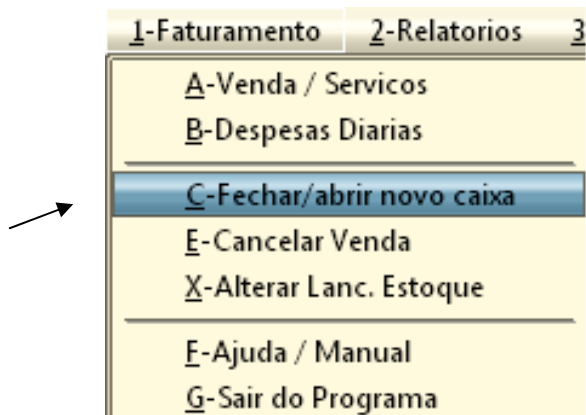 1-Faturamento 2-Relatorios 3
A-Venda / Servicos
B-Despesas Diarias
C-Fechar/abrir novo caixa
E-Cancelar Venda
X-Alterar Lanc. Estoque
F-Ajuda / Manual
G-Sair do Programa